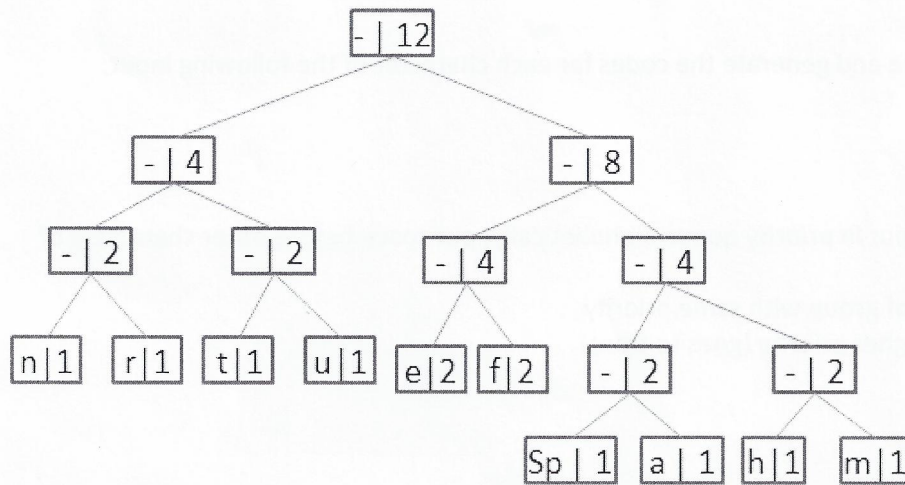 - | 12
- | 4 - | 8
- | 2 - | 2 - | 4 - | 4
n|1 r|1 t|1 u|1 e|2 f|2 - | 2 - | 2
Sp | 1 a | 1 h|1 m|1